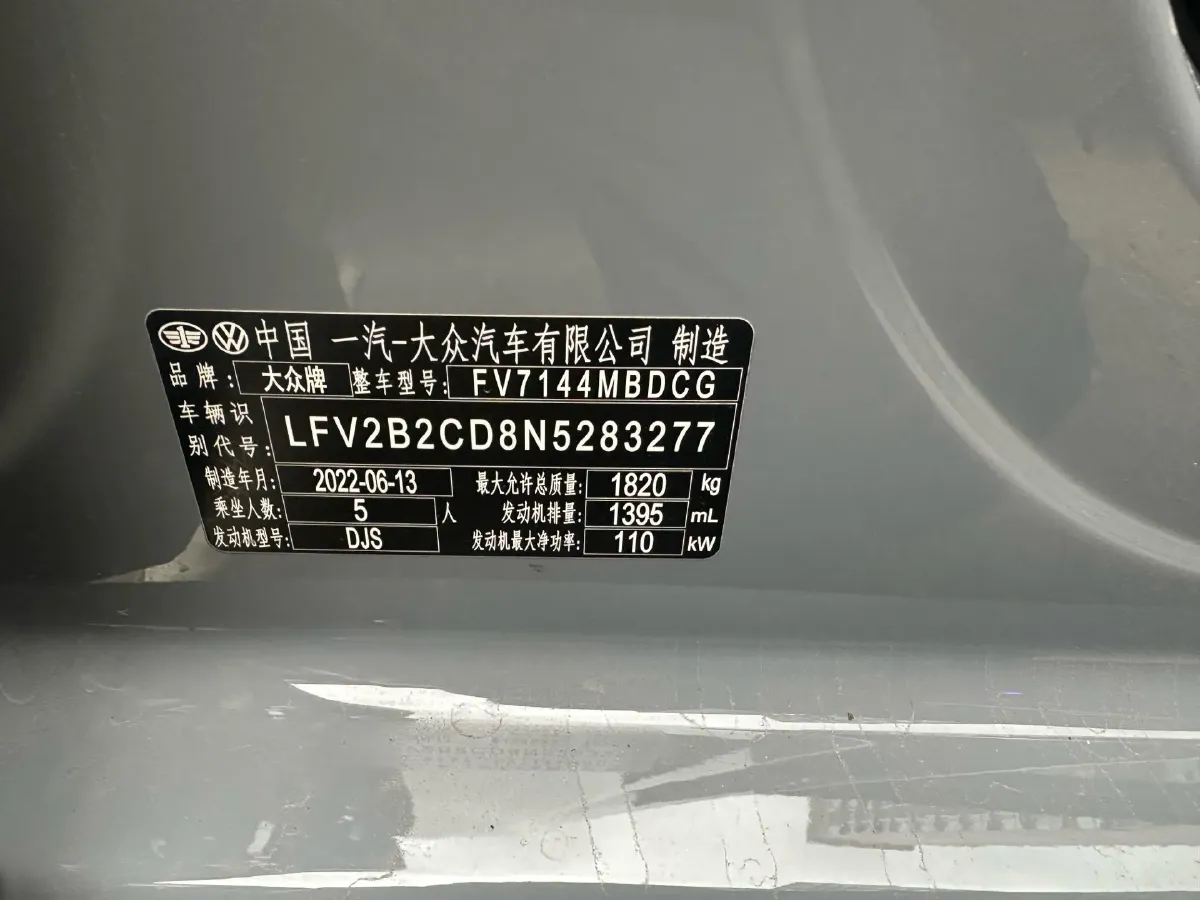 中国 一汽-大众汽车有限公司 制造
品牌: 大众牌 整车型号: FV7144MBDCG
车辆识别代号: LFV2B2CD8N5283277
制造年月: 2022-06-13 最大允许总质量: 1820 kg
乘坐人数: 5 人 发动机排量: 1395 mL
发动机型号: DJS 发动机最大净功率: 110 kW